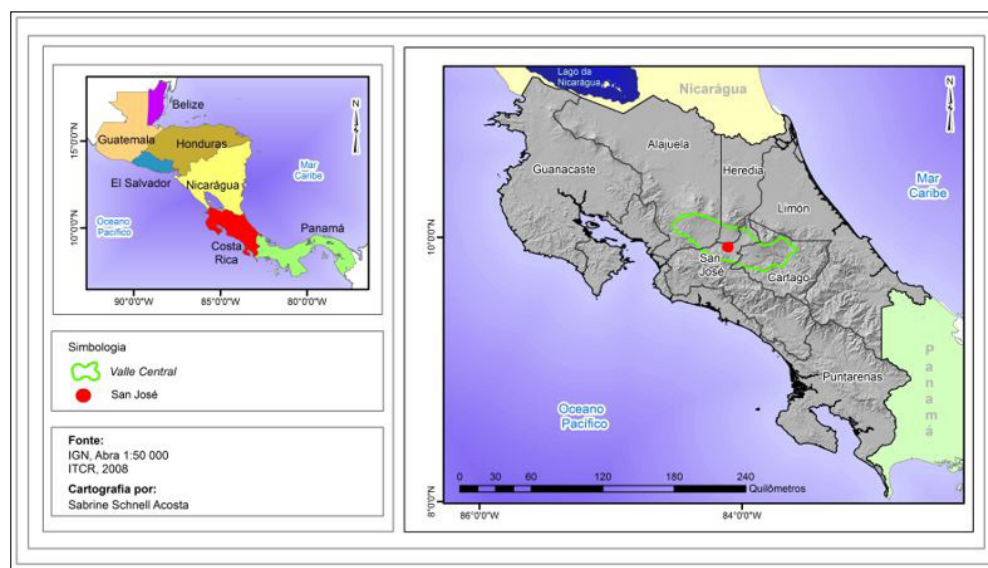 N
Belize
Guatemala
Honduras
Mar
Caribe
El Salvador
Nicarágua
Oceano
Pacífico
Panamá
Costa
Rica
15°0'0"N
10°0'0"N
90°0'0"W
85°0'0"W
80°0'0"W
Simbologia
Valle Central
San José
Fonte:
IGN, Abra 1:50 000
ITCR, 2008
Cartografia por:
Sabrine Schnell Acosta
Lago da
Nicarágua
Nicarágua
N
Alajuela
Guanacaste
Heredia
Mar
Caribe
Limón
San
José
Cartago
Puntarenas
Panamá
Oceano
Pacífico
0 30 60 120 180 240
Quilômetros
10°0'0"N
8°0'0"N
86°0'0"W
84°0'0"W